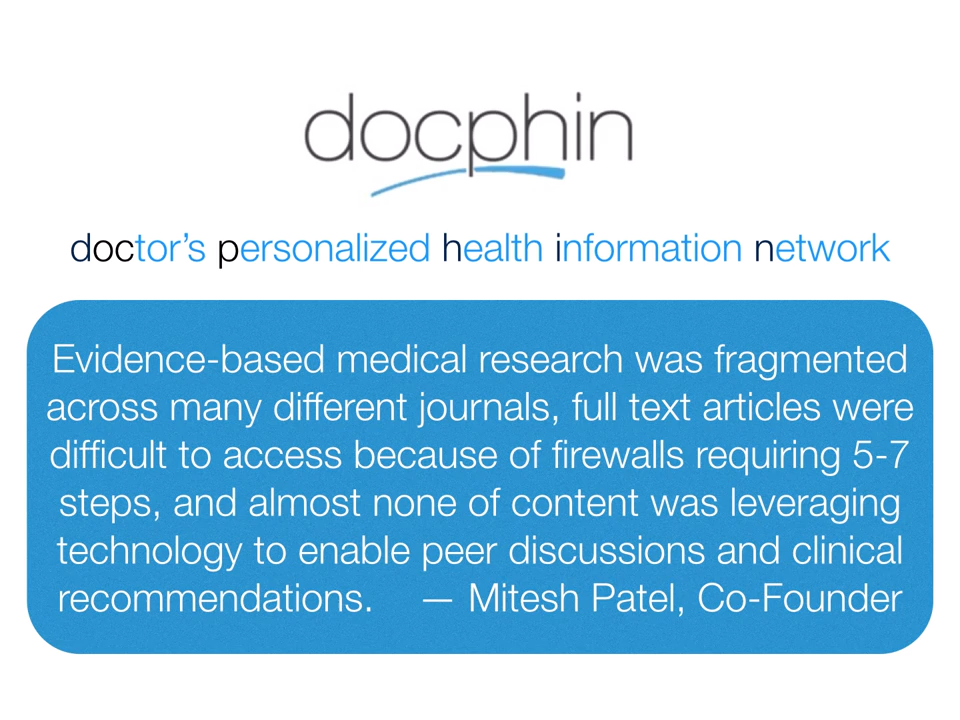 docphin
doctor’s personalized health information network
Evidence-based medical research was fragmented
across many different journals, full text articles were
difficult to access because of firewalls requiring 5-7
steps, and almost none of content was leveraging
technology to enable peer discussions and clinical
recommendations. — Mitesh Patel, Co-Founder